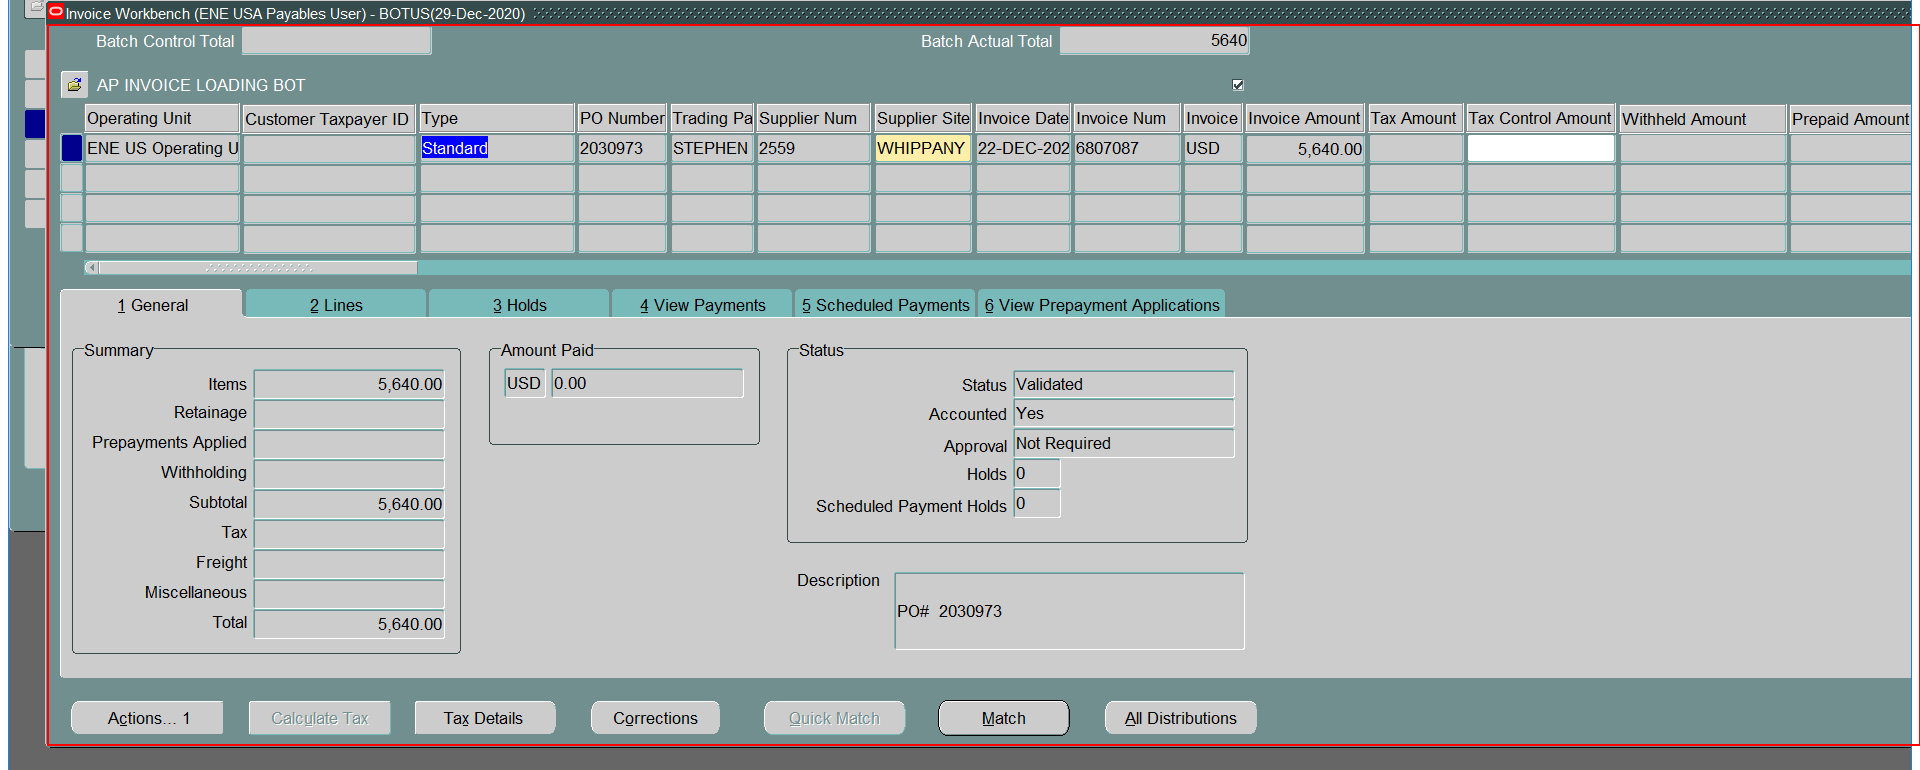 Invoice Workbench (ENE USA Payables User) - BOTUS(29-Dec-2020)
Batch Control Total
Batch Actual Total 5640
AP INVOICE LOADING BOT
Operating Unit Customer Taxpayer ID Type PO Number Trading Pa Supplier Num Supplier Site Invoice Date Invoice Num Invoice Invoice Amount Tax Amount Tax Control Amount Withheld Amount Prepaid Amount
ENE US Operating U Standard 2030973 STEPHEN 2559 WHIPPANY 22-DEC-202 6807087 USD 5,640.00
1 General 2 Lines 3 Holds 4 View Payments 5 Scheduled Payments 6 View Prepayment Applications
Summary
Items 5,640.00
Retainage
Prepayments Applied
Withholding
Subtotal 5,640.00
Tax
Freight
Miscellaneous
Total 5,640.00
Amount Paid
USD 0.00
Status
Status Validated
Accounted Yes
Approval Not Required
Holds 0
Scheduled Payment Holds 0
Description PO# 2030973
Actions... 1 Calculate Tax Tax Details Corrections Quick Match Match All Distributions